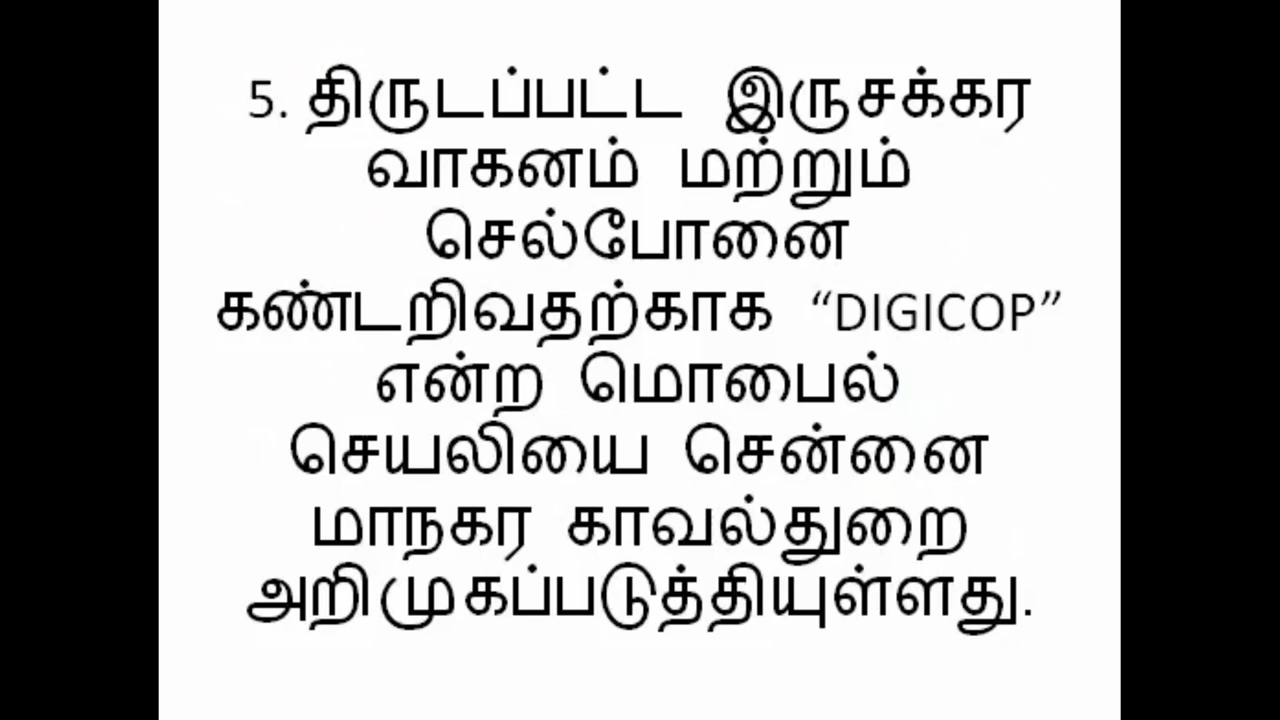 5. திருடப்பட்ட இருசக்கர
வாகனம் மற்றும்
செல்போனை
கண்டறிவதற்காக “DIGICOP”
என்ற மொபைல்
செயலியை சென்னை
மாநகர காவல்துறை
அறிமுகப்படுத்தியுள்ளது.